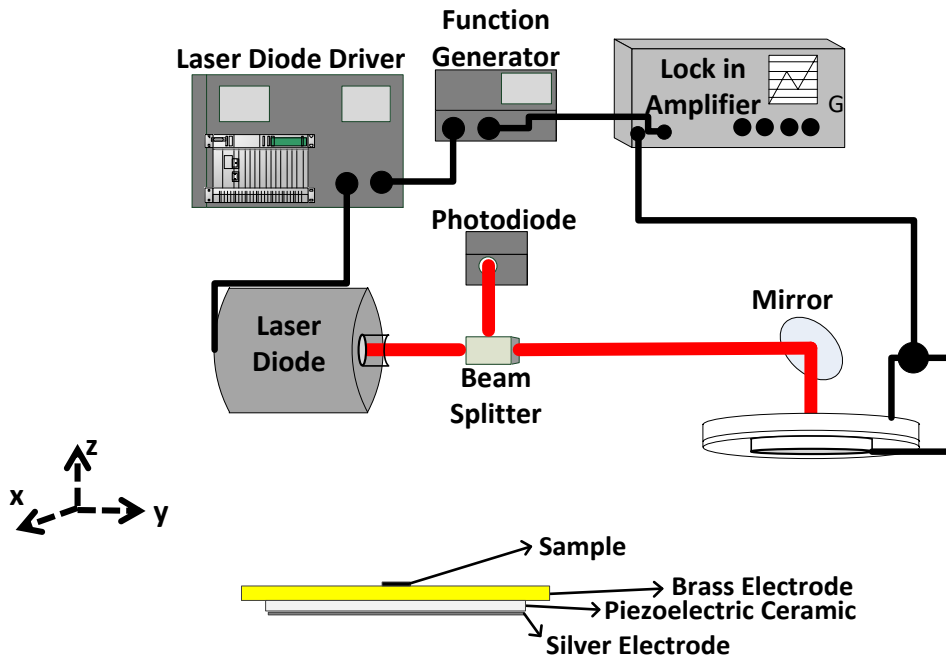 Laser Diode Driver
Function
Generator
Lock in
Amplifier
G
Photodiode
Mirror
Laser
Diode
Beam
Splitter
z
x
y
Sample
Brass Electrode
Piezoelectric Ceramic
Silver Electrode